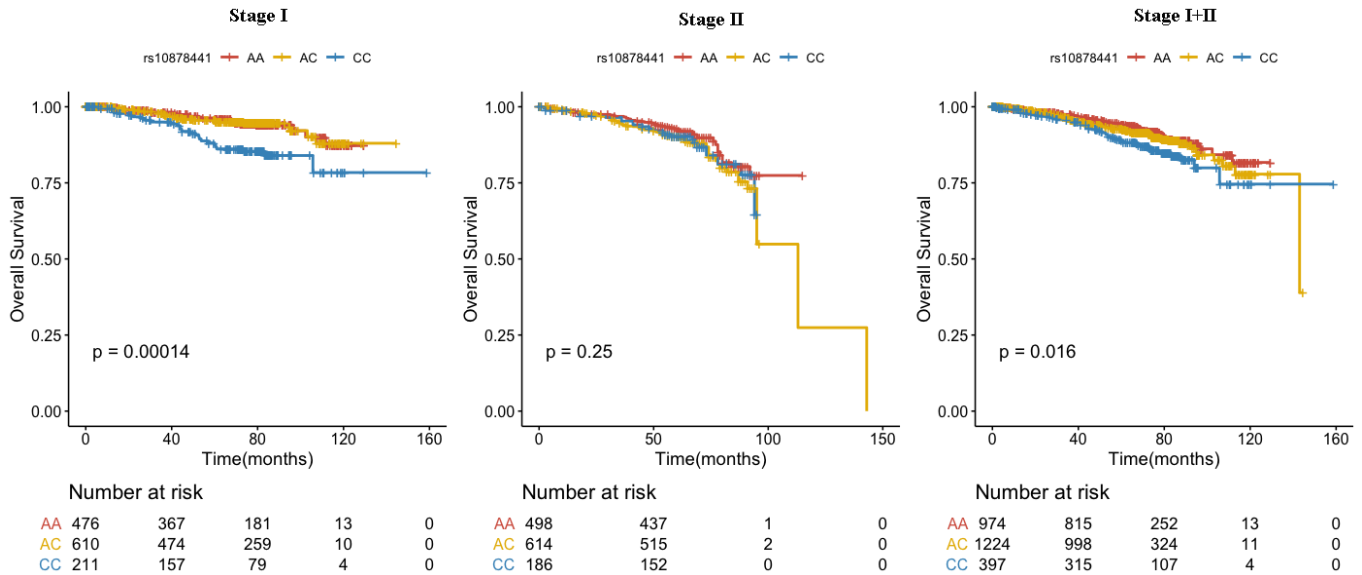 Stage I
rs10878441 AA AC CC
1.00
0.75
0.50
0.25
0.00
Overall Survival
p = 0.00014
0 40 80 120 160
Time(months)
Number at risk
AA 476 367 181 13 0
AC 610 474 259 10 0
CC 211 157 79 4 0
Stage II
rs10878441 AA AC CC
1.00
0.75
0.50
0.25
0.00
Overall Survival
p = 0.25
0 50 100 150
Time(months)
Number at risk
AA 498 437 1 0
AC 614 515 2 0
CC 186 152 0 0
Stage I+II
rs10878441 AA AC CC
1.00
0.75
0.50
0.25
0.00
Overall Survival
p = 0.016
0 40 80 120 160
Time(months)
Number at risk
AA 974 815 252 13 0
AC 1224 998 324 11 0
CC 397 315 107 4 0